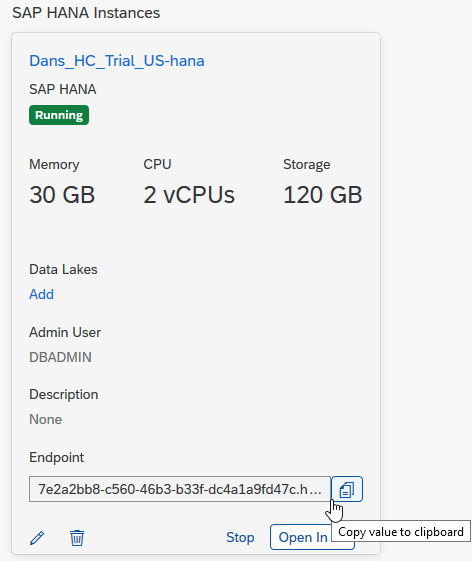 SAP HANA Instances
Dans_HC_Trial_US-hana
SAP HANA
Running
Memory CPU Storage
30 GB 2 vCPUs 120 GB
Data Lakes
Add
Admin User
DBADMIN
Description
None
Endpoint
7e2a2bb8-c560-46b3-b33f-dc4a1a9fd47c.h...
Copy value to clipboard
Stop Open In